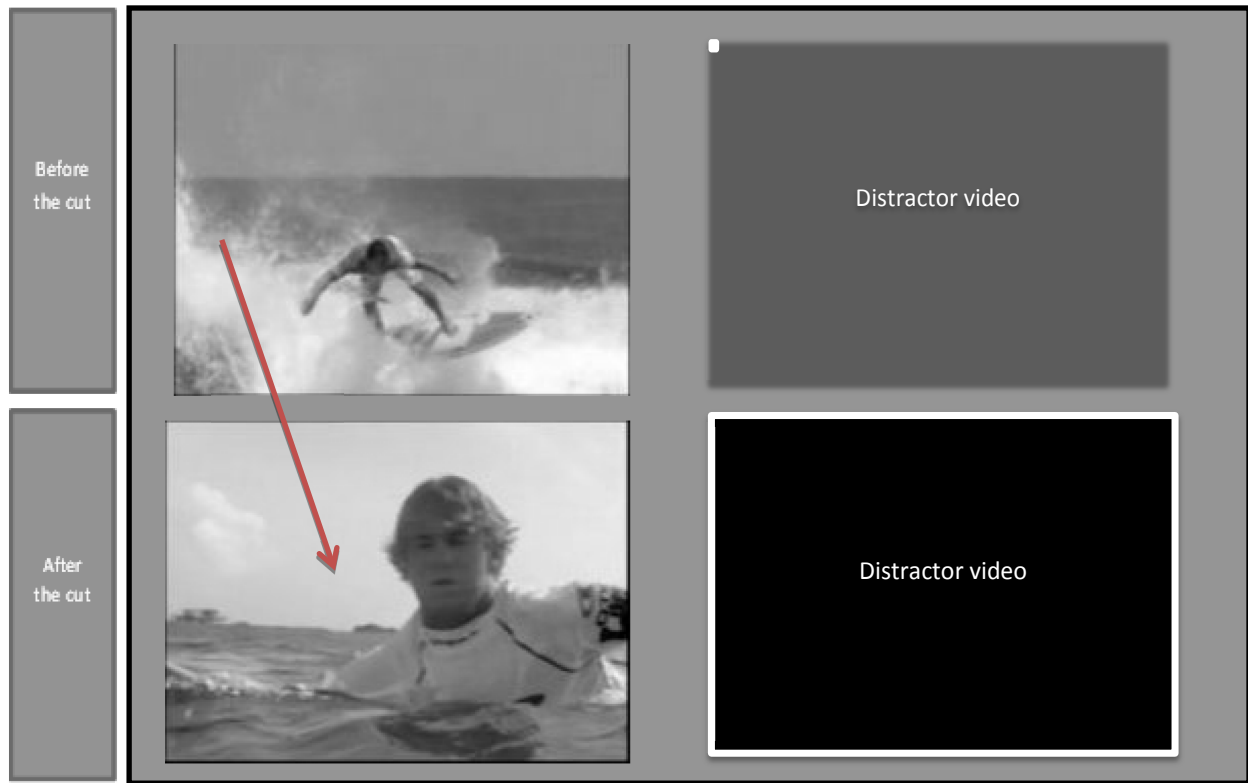 Before
the cut
Distractor video
After
the cut
Distractor video